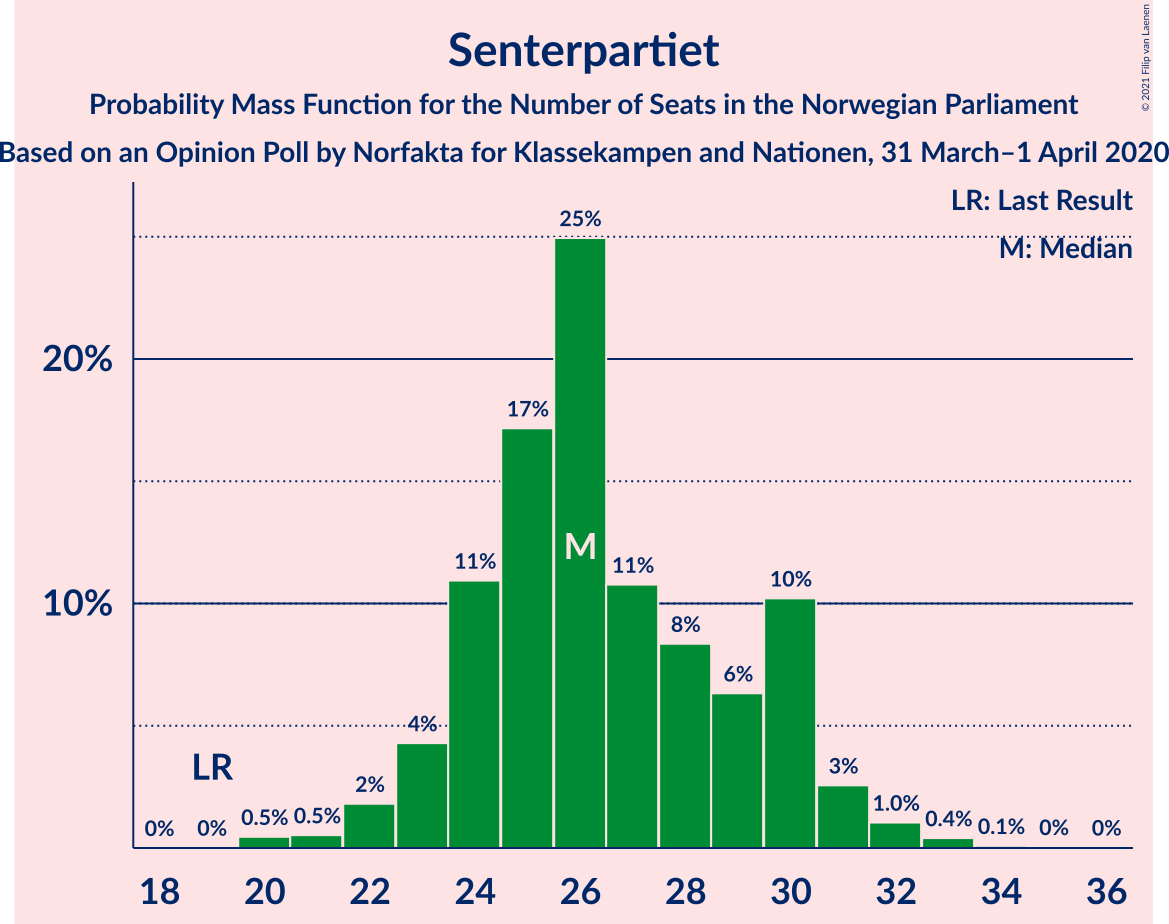 © 2021 Filip van Laenen
Senterpartiet
Probability Mass Function for the Number of Seats in the Norwegian Parliament
Based on an Opinion Poll by Norfakta for Klassekampen and Nationen, 31 March–1 April 2020
LR: Last Result
M: Median
25%
20%
17%
M
11%
11%
10%
10%
8%
6%
4%
LR
3%
2%
1.0%
0% 0% 0.5% 0.5% 0.4% 0.1% 0% 0%
18 20 22 24 26 28 30 32 34 36